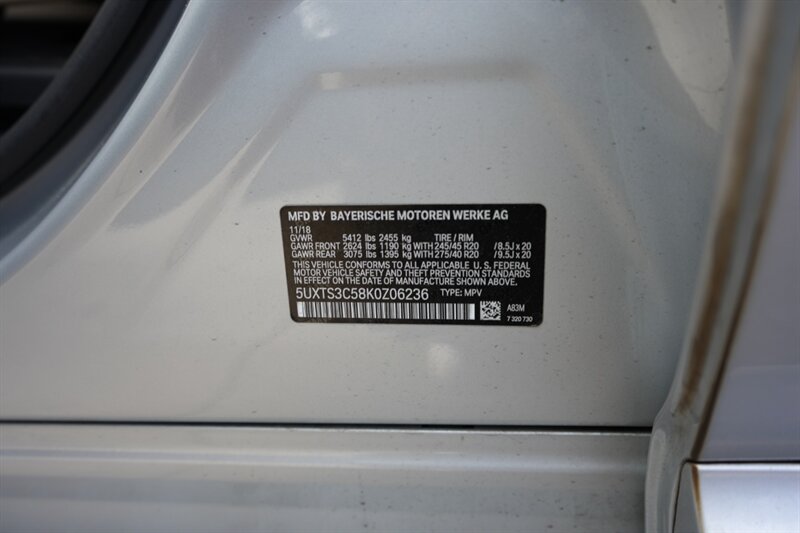 MFD BY BAYERISCHE MOTOREN WERKE AG
11/18
GVWR 5412 lbs 2455 kg TIRE / RIM
GAWR FRONT 2624 lbs 1190 kg WITH 245/45 R20 /8.5J x 20
GAWR REAR 3075 lbs 1395 kg WITH 275/40 R20 /9.5J x 20
THIS VEHICLE CONFORMS TO ALL APPLICABLE U. S. FEDERAL
MOTOR VEHICLE SAFETY AND THEFT PREVENTION STANDARDS
IN EFFECT ON THE DATE OF MANUFACTURE SHOWN ABOVE.
5UXTS3C58K0Z06236 TYPE: MPV
A83M
7 320 730